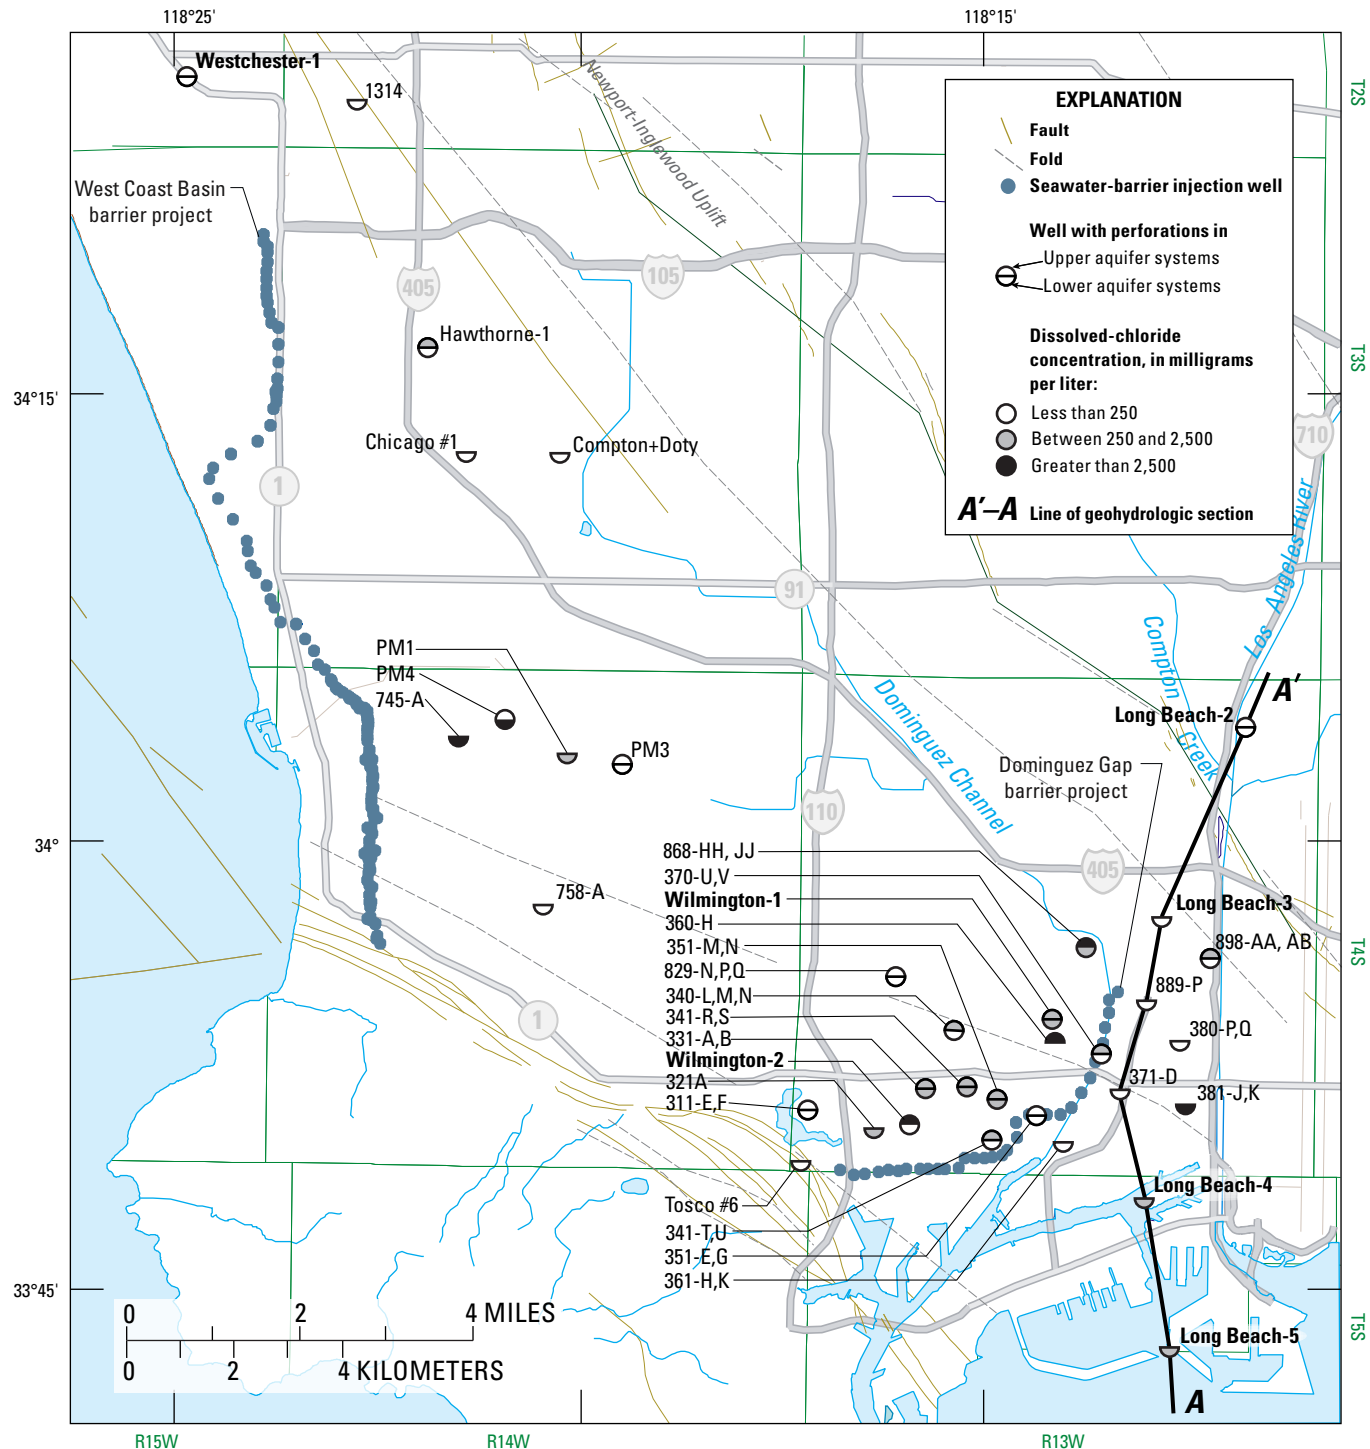 118°25'
118°15'
Westchester-1
1314
Newport-Inglewood Uplift
T2S
EXPLANATION
Fault
Fold
Seawater-barrier injection well
Well with perforations in
Upper aquifer systems
Lower aquifer systems
Dissolved-chloride
concentration, in milligrams
per liter:
Less than 250
Between 250 and 2,500
Greater than 2,500
A'–A Line of geohydrologic section
West Coast Basin
barrier project
405
105
Hawthorne-1
T3S
34°15'
Chicago #1
Compton+Doty
710
1
91
Los Angeles River
Compton
Creek
PM1
PM4
745-A
PM3
Dominguez Channel
A'
Long Beach-2
Dominguez Gap
barrier project
110
34°
405
868-HH, JJ
370-U,V
Wilmington-1
360-H
351-M,N
829-N,P,Q
340-L,M,N
341-R,S
331-A,B
Wilmington-2
321A
311-E,F
758-A
Long Beach-3
898-AA, AB
T4S
889-P
380-P,Q
1
371-D
381-J,K
Long Beach-4
Tosco #6
341-T,U
351-E,G
361-H,K
33°45'
0 2 4 MILES
0 2 4 KILOMETERS
Long Beach-5
T5S
A
R15W
R14W
R13W